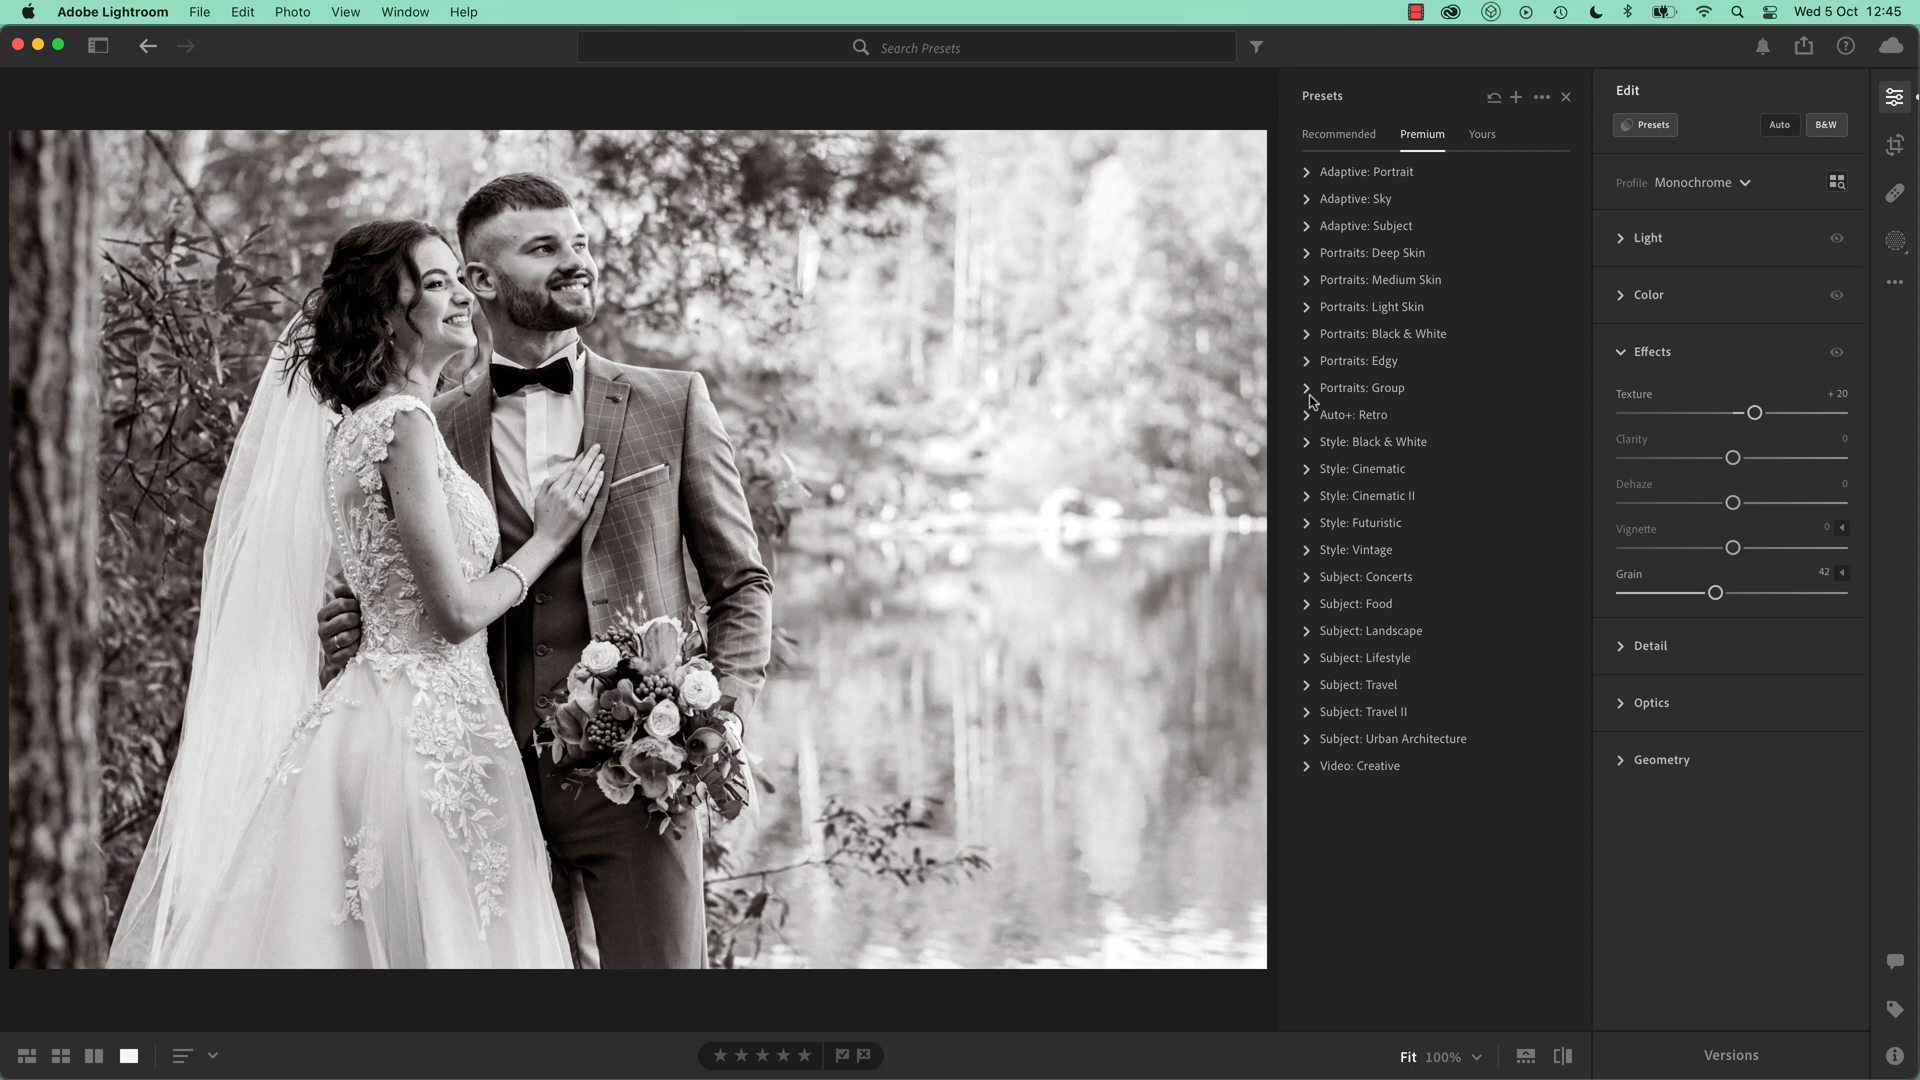 Adobe Lightroom File Edit Photo View Window Help Wed 5 Oct 12:45
Search Presets
Presets
Recommended Premium Yours
Adaptive: Portrait
Adaptive: Sky
Adaptive: Subject
Portraits: Deep Skin
Portraits: Medium Skin
Portraits: Light Skin
Portraits: Black & White
Portraits: Edgy
Portraits: Group
Auto+: Retro
Style: Black & White
Style: Cinematic
Style: Cinematic II
Style: Futuristic
Style: Vintage
Subject: Concerts
Subject: Food
Subject: Landscape
Subject: Lifestyle
Subject: Travel
Subject: Travel II
Subject: Urban Architecture
Video: Creative
Edit
Presets Auto B&W
Profile Monochrome
Light
Color
Effects
Texture + 20
Clarity 0
Dehaze 0
Vignette 0
Grain 42
Detail
Optics
Geometry
Fit 100% Versions